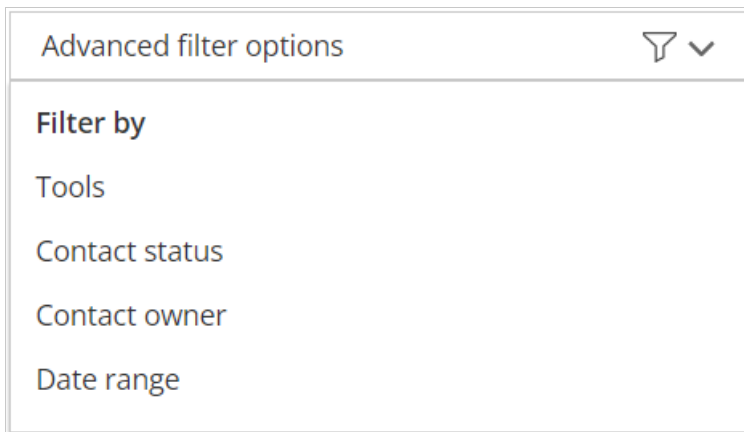 Advanced filter options
Filter by
Tools
Contact status
Contact owner
Date range